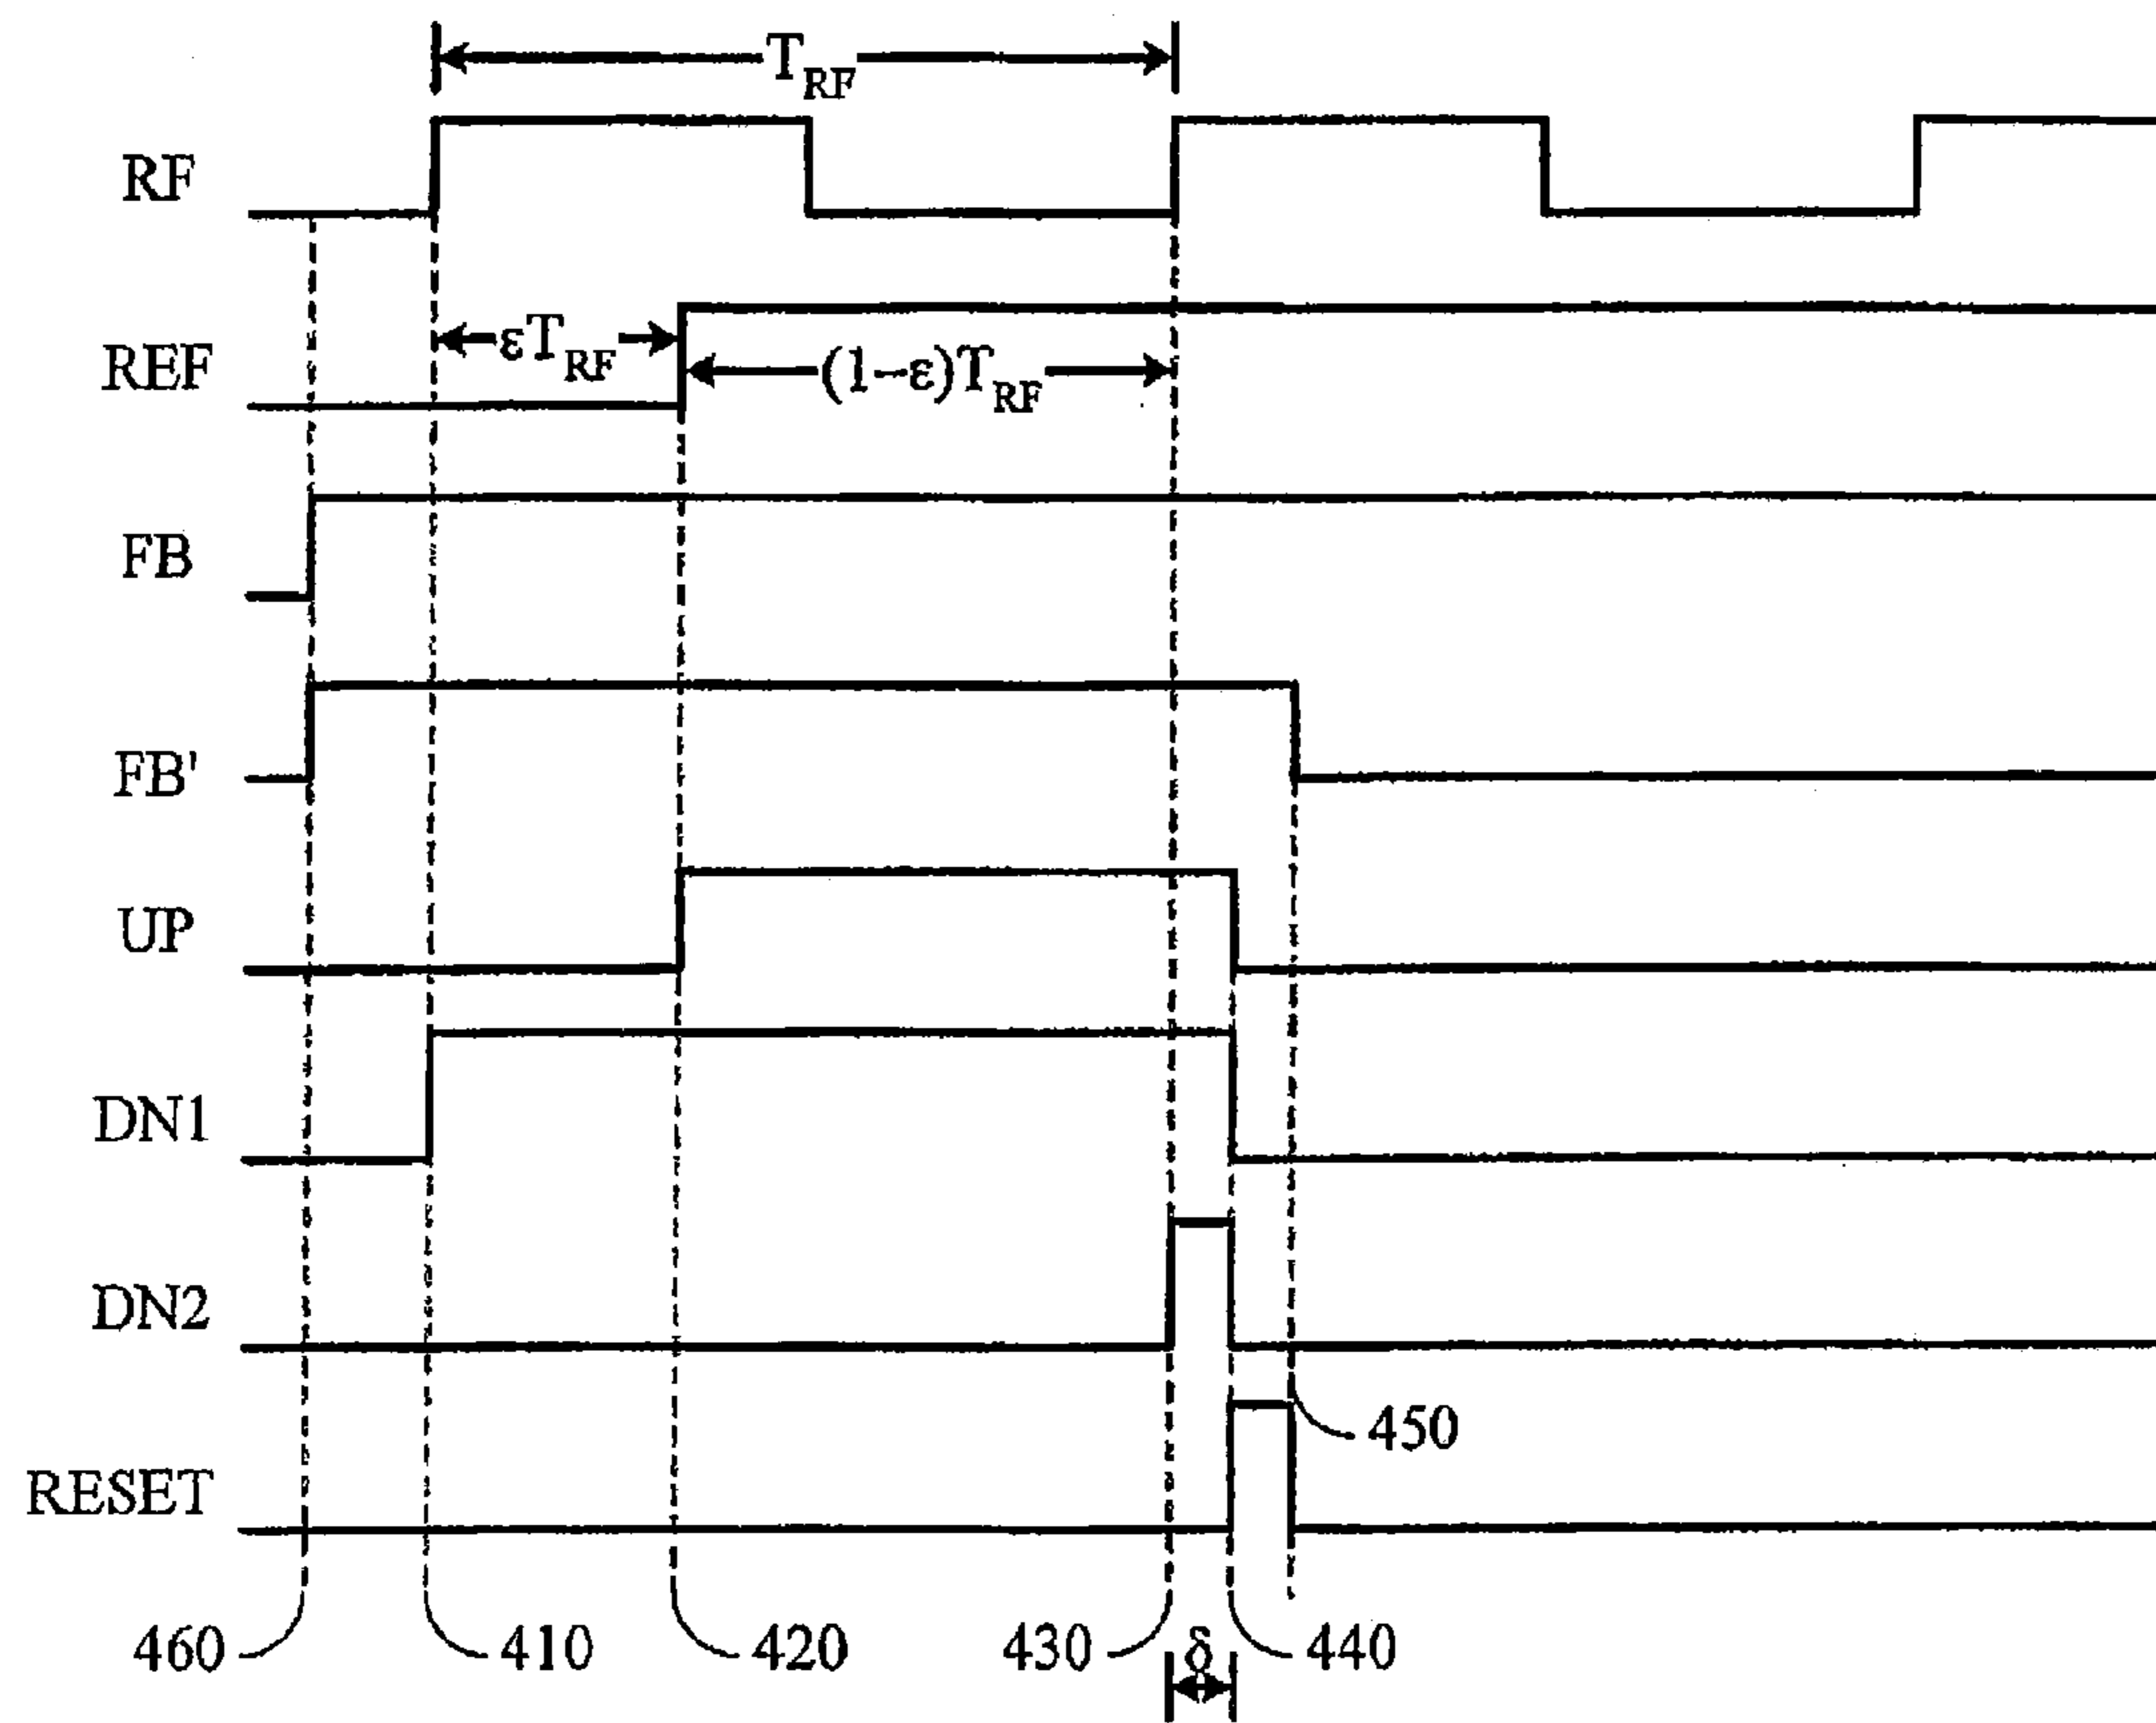 T_RF
RF
εT_RF
REF
(1-ε)T_RF
FB
FB'
UP
DN1
DN2
450
RESET
460 410 420 430 δ 440